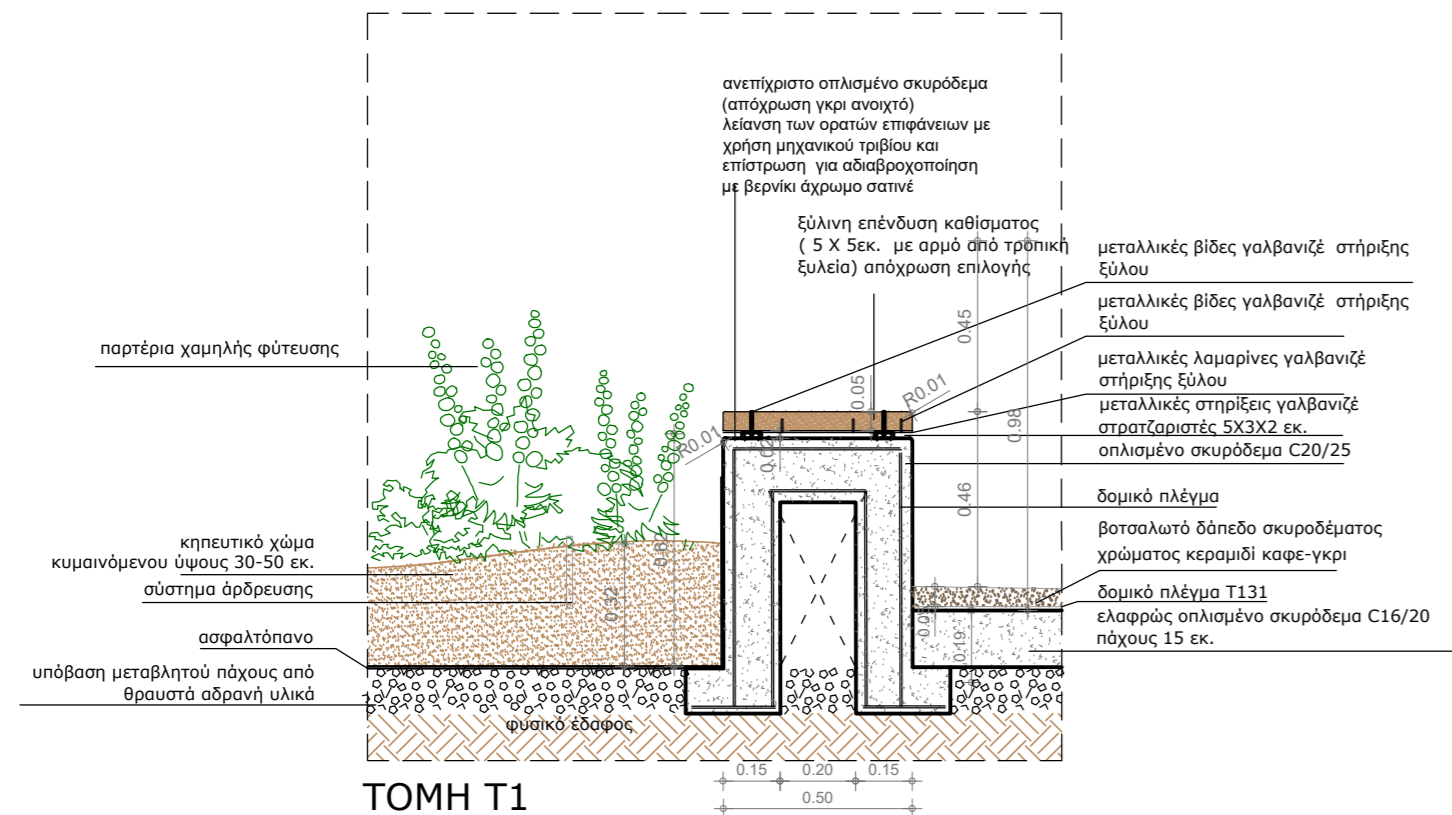 ανεπίχριστο οπλισμένο σκυρόδεμα
(απόχρωση γκρι ανοιχτό)
λείανση των ορατών επιφάνειων με
χρήση μηχανικού τριβίου και
επίστρωση για αδιαβροχοποίηση
με βερνίκι άχρωμο σατινέ
ξύλινη επένδυση καθίσματος
( 5 X 5εκ. με αρμό από τροπική
ξυλεία) απόχρωση επιλογής
μεταλλικές βίδες γαλβανιζέ στήριξης
ξύλου
μεταλλικές βίδες γαλβανιζέ στήριξης
ξύλου
μεταλλικές λαμαρίνες γαλβανιζέ
στήριξης ξύλου
μεταλλικές στηρίξεις γαλβανιζέ
στρατζαριστές 5X3X2 εκ.
οπλισμένο σκυρόδεμα C20/25
δομικό πλέγμα
βοτσαλωτό δάπεδο σκυροδέματος
χρώματος κεραμιδί καφε-γκρι
δομικό πλέγμα T131
ελαφρώς οπλισμένο σκυρόδεμα C16/20
πάχους 15 εκ.
παρτέρια χαμηλής φύτευσης
κηπευτικό χώμα
κυμαινόμενου ύψους 30-50 εκ.
σύστημα άρδρευσης
ασφαλτόπανο
υπόβαση μεταβλητού πάχους από
θραυστά αδρανή υλικά
φυσικό έδαφος
0.45
0.05
R0.01
0.98
R0.01
0.46
0.62
0.32
0.19
0.15
0.20
0.15
0.50
ΤΟΜΗ Τ1